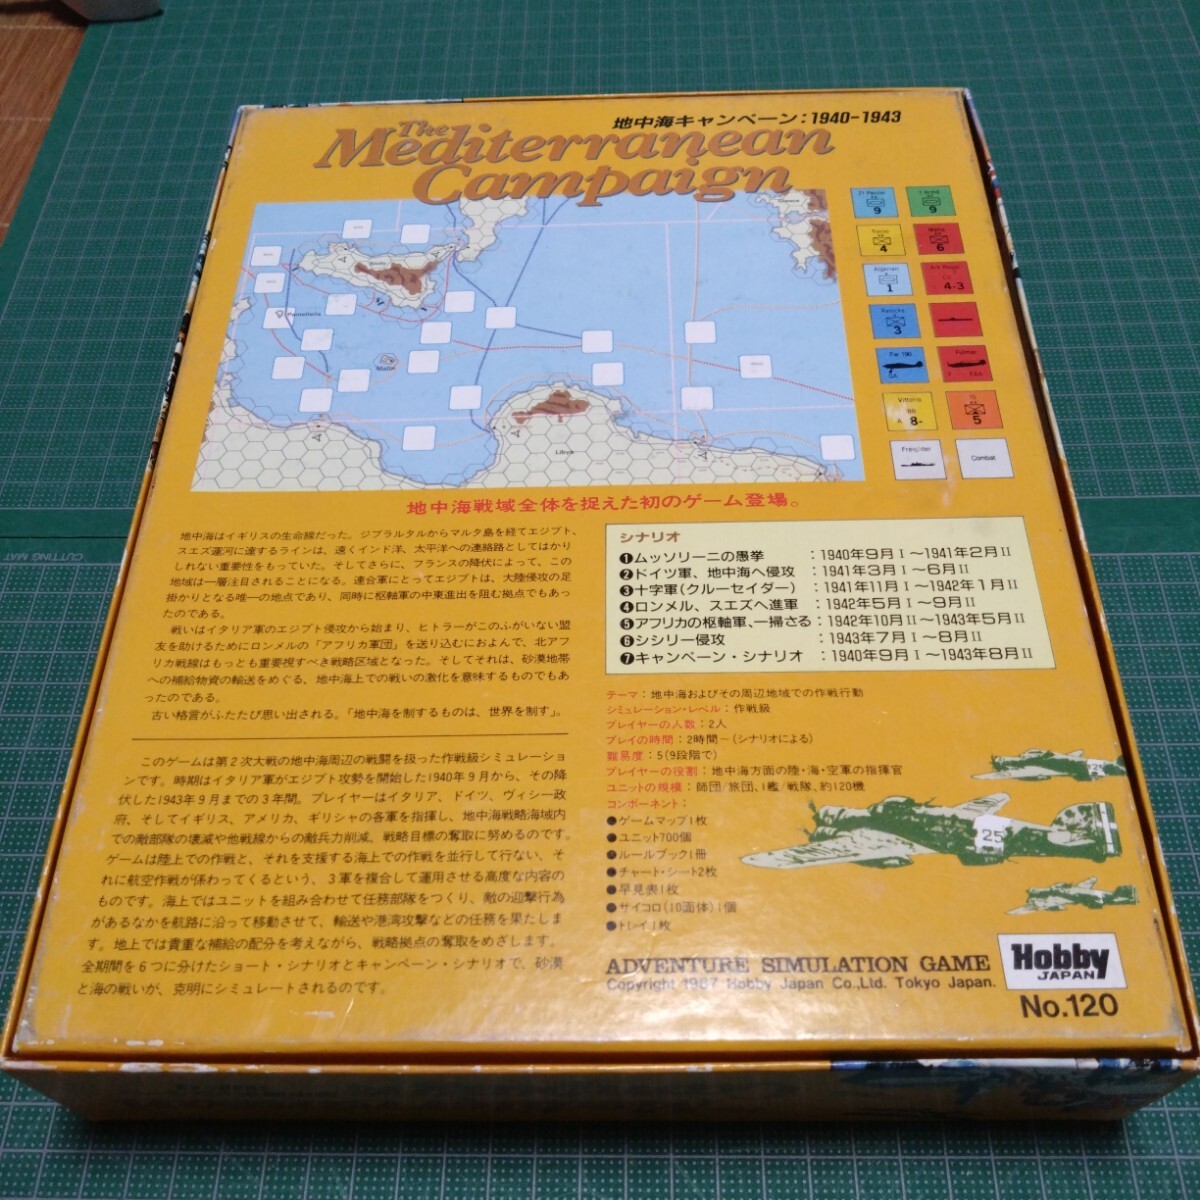 地中海キャンペーン：1940-1943
The
Mediterranean
Campaign
21 Panzer
9
9
Trento
4
Malta
6
Algerian
1
4-3
Ramcke
3
Fw 190
Fulmar
Vittorio
BB
8-
5
Freighter
Combat
Pantelleria
Malta
Libya
地中海戦域全体を捉えた初のゲーム登場。
地中海はイギリスの生命線だった。ジブラルタルからマルタ島を経てエジプト、
スエズ運河に達するラインは、遠くインド洋、太平洋への連絡路としてはかり
しれない重要性をもっていた。そしてさらに、フランスの降伏によって、この
地域は一層注目されることになる。連合軍にとってエジプトは、大陸侵攻の足
掛かりとなる唯一の地点であり、同時に枢軸軍の中東進出を阻む拠点でもあっ
たのである。
戦いはイタリア軍のエジプト侵攻から始まり、ヒトラーがこのふがいない盟
友を助けるためにロンメルの「アフリカ軍団」を送り込むにおよんで、北アフ
リカ戦線はもっとも重要視すべき戦略区域となった。そしてそれは、砂漠地帯
への補給物資の輸送をめぐる、地中海上での戦いの激化を意味するものでもあ
ったのである。
古い格言がふたたび思い出される。「地中海を制するものは、世界を制す」。
このゲームは第２次大戦の地中海周辺の戦闘を扱った作戦級シミュレーショ
ンです。時期はイタリア軍がエジプト攻勢を開始した1940年９月から、その降
伏した1943年９月までの３年間。プレイヤーはイタリア、ドイツ、ヴィシー政
府、そしてイギリス、アメリカ、ギリシャの各軍を指揮し、地中海戦略海域内
での敵部隊の壊滅や他戦線からの敵兵力削減、戦略目標の奪取に努めるのです。
ゲームは陸上での作戦と、それを支援する海上での作戦を並行して行ない、そ
れに航空作戦が係わってくるという、３軍を複合して運用させる高度な内容の
ものです。海上ではユニットを組み合わせて任務部隊をつくり、敵の迎撃行為
があるなかを航路に沿って移動させて、輸送や港湾攻撃などの任務を果たしま
す。地上では貴重な補給の配分を考えながら、戦略拠点の奪取をめざします。
全期間を６つに分けたショート・シナリオとキャンペーン・シナリオで、砂漠
と海の戦いが、克明にシミュレートされるのです。
シナリオ
❶ムッソリーニの愚挙 ：1940年9月Ｉ～1941年2月II
❷ドイツ軍、地中海へ侵攻 ：1941年3月Ｉ～6月II
❸十字軍(クルーセイダー) ：1941年11月Ｉ～1942年1月II
❹ロンメル、スエズへ進軍 ：1942年5月Ｉ～9月II
❺アフリカの枢軸軍、一掃さる：1942年10月II～1943年5月II
❻シシリー侵攻 ：1943年7月Ｉ～8月II
❼キャンペーン・シナリオ ：1940年9月Ｉ～1943年8月II
テーマ：地中海およびその周辺地域での作戦行動
シミュレーション・レベル：作戦級
プレイヤーの人数：2人
プレイの時間：2時間～(シナリオによる)
難易度：5(9段階で)
プレイヤーの役割：地中海方面の陸・海・空軍の指揮官
ユニットの規模：師団/旅団、1艦/戦隊、約120機
コンポーネント：
●ゲームマップ1枚
●ユニット700個
●ルールブック1冊
●チャート・シート2枚
●早見表1枚
●サイコロ(10面体)1個
●トレイ1枚
25
ADVENTURE SIMULATION GAME
Copyright 1987 Hobby Japan Co.,Ltd. Tokyo Japan.
Hobby
JAPAN
No.120
CUTTING MAT